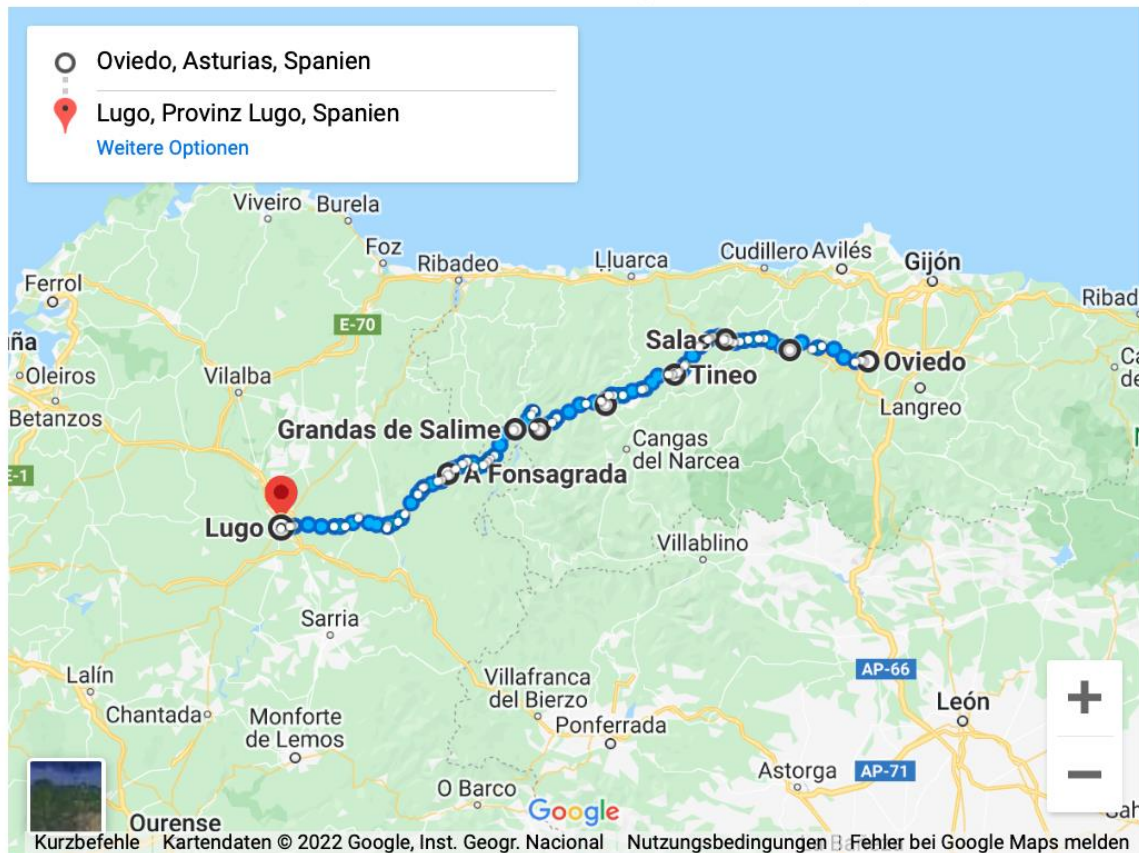 Oviedo, Asturias, Spanien
Lugo, Provinz Lugo, Spanien
Weitere Optionen
Viveiro
Burela
Foz
Ribadeo
Lluarca
Cudillero
Avilés
Gijón
Ferrol
E-70
Salas
Oviedo
Oleiros
Vilalba
Tineo
Langreo
Betanzos
Grandas de Salime
Cangas
del Narcea
A Fonsagrada
Lugo
Villablino
Sarria
AP-66
Lalín
Villafranca
del Bierzo
León
Chantada
Monforte
de Lemos
Ponferrada
Astorga
AP-71
O Barco
Google
Ourense
Kurzbefehle
Kartendaten © 2022 Google, Inst. Geogr. Nacional
Nutzungsbedingungen
Fehler bei Google Maps melden